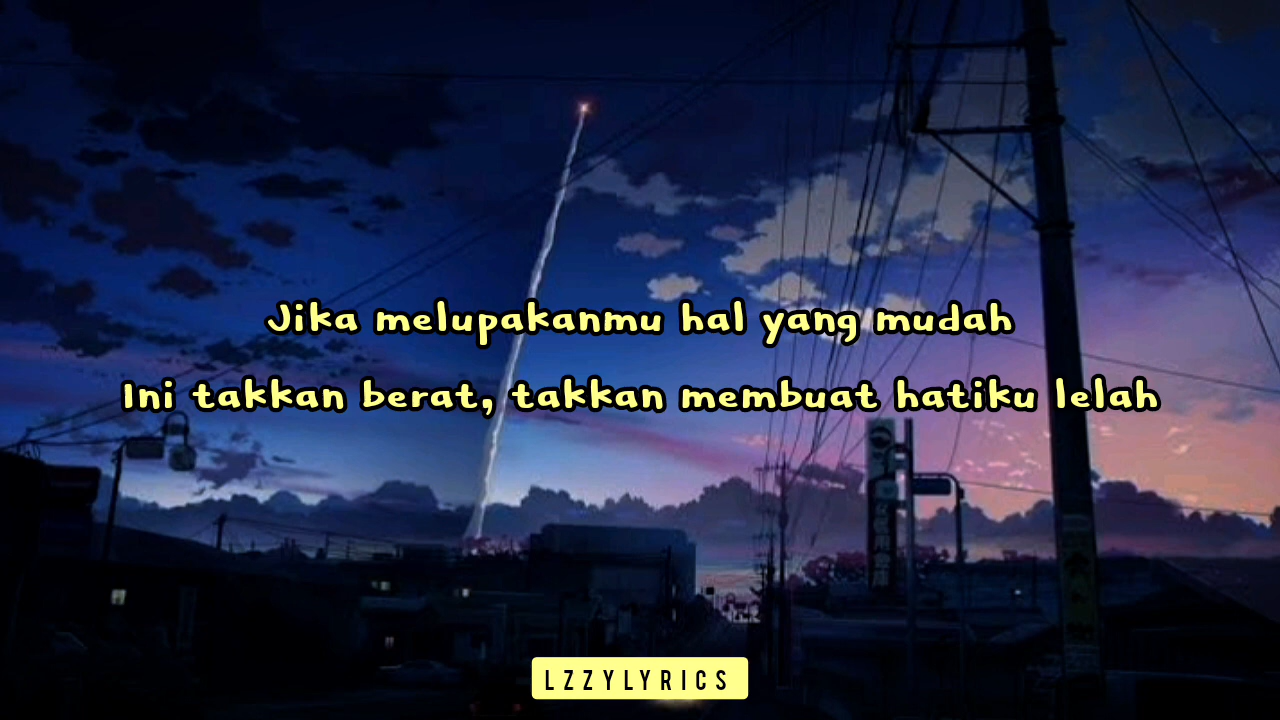 Jika melupakanmu hal yang mudah
Ini takkan berat, takkan membuat hatiku lelah
LZZYLYRICS